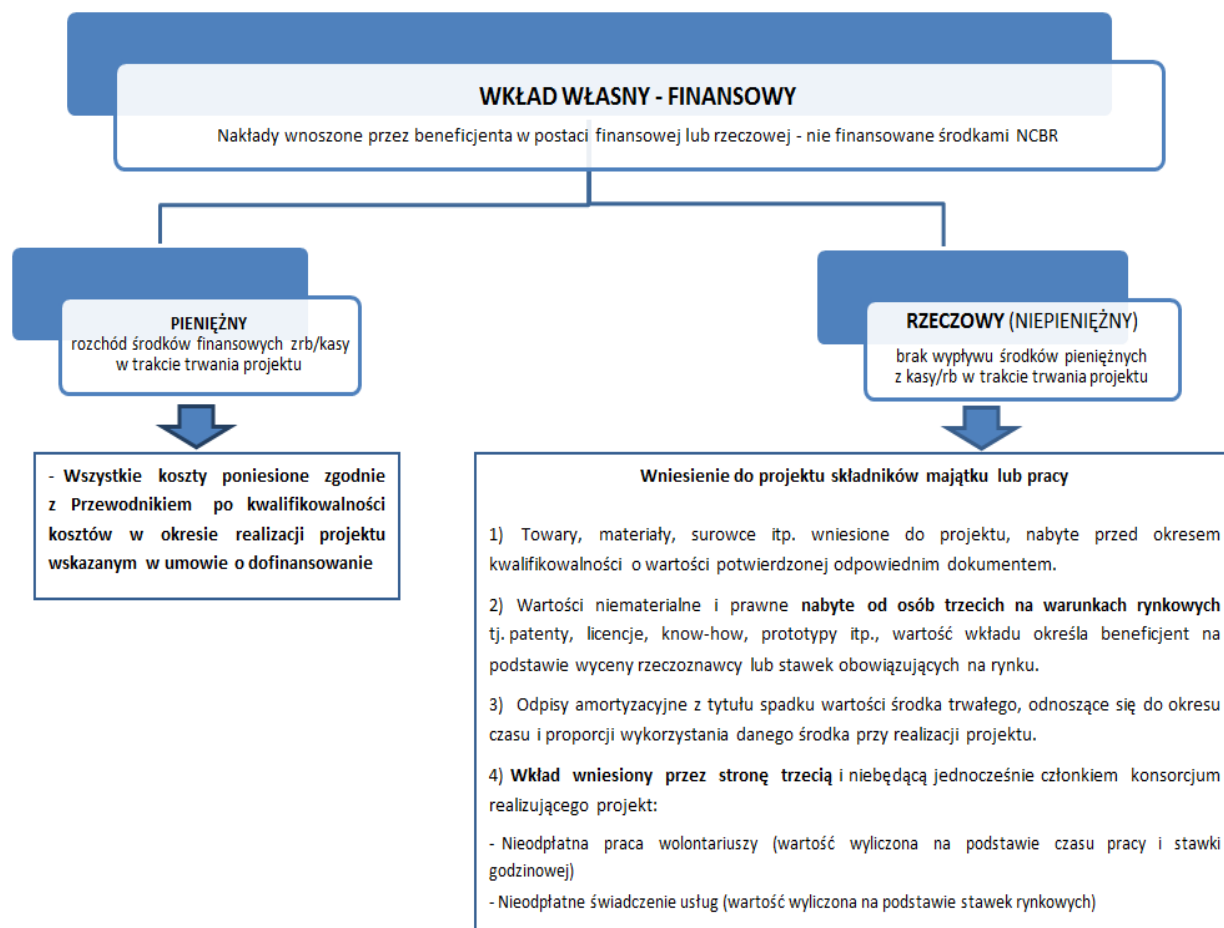 WKŁAD WŁASNY - FINANSOWY
Nakłady wnoszone przez beneficjenta w postaci finansowej lub rzeczowej - nie finansowane środkami NCBR
PIENIĘŻNY
rozchód środków finansowych zrb/kasy
w trakcie trwania projektu
RZECZOWY (NIEPIENIĘŻNY)
brak wypływu środków pieniężnych
z kasy/rb w trakcie trwania projektu
- Wszystkie koszty poniesione zgodnie
z Przewodnikiem po kwalifikowalności
kosztów w okresie realizacji projektu
wskazanym w umowie o dofinansowanie
Wniesienie do projektu składników majątku lub pracy
1) Towary, materiały, surowce itp. wniesione do projektu, nabyte przed okresem
kwalifikowalności o wartości potwierdzonej odpowiednim dokumentem.
2) Wartości niematerialne i prawne nabyte od osób trzecich na warunkach rynkowych
tj. patenty, licencje, know-how, prototypy itp., wartość wkładu określa beneficjent na
podstawie wyceny rzeczoznawcy lub stawek obowiązujących na rynku.
3) Odpisy amortyzacyjne z tytułu spadku wartości środka trwałego, odnoszące się do okresu
czasu i proporcji wykorzystania danego środka przy realizacji projektu.
4) Wkład wniesiony przez stronę trzecią i niebędącą jednocześnie członkiem konsorcjum
realizującego projekt:
- Nieodpłatna praca wolontariuszy (wartość wyliczona na podstawie czasu pracy i stawki
godzinowej)
- Nieodpłatne świadczenie usług (wartość wyliczona na podstawie stawek rynkowych)